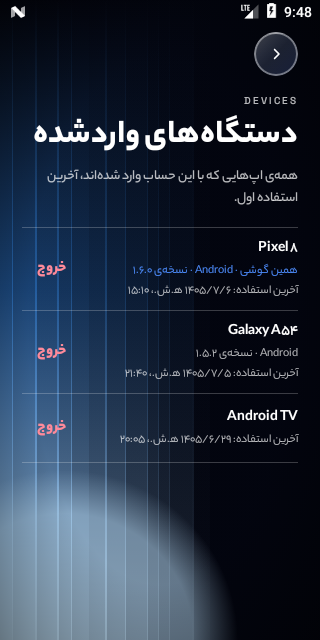 LTE 9:48
DEVICES
دستگاه‌های واردشده
همه‌ی اپ‌هایی که با این حساب وارد شده‌اند، آخرین
استفاده اول.
Pixel ۸
همین گوشی · Android · نسخه‌ی ۱.۶.۰
آخرین استفاده: ۱۴۰۵/۷/۶ ه‍.ش.، ۱۵:۱۰
خروج
Galaxy A۵۴
Android · نسخه‌ی ۱.۵.۲
آخرین استفاده: ۱۴۰۵/۷/۵ ه‍.ش.، ۲۱:۴۰
خروج
Android TV
آخرین استفاده: ۱۴۰۵/۶/۲۹ ه‍.ش.، ۲۰:۰۵
خروج